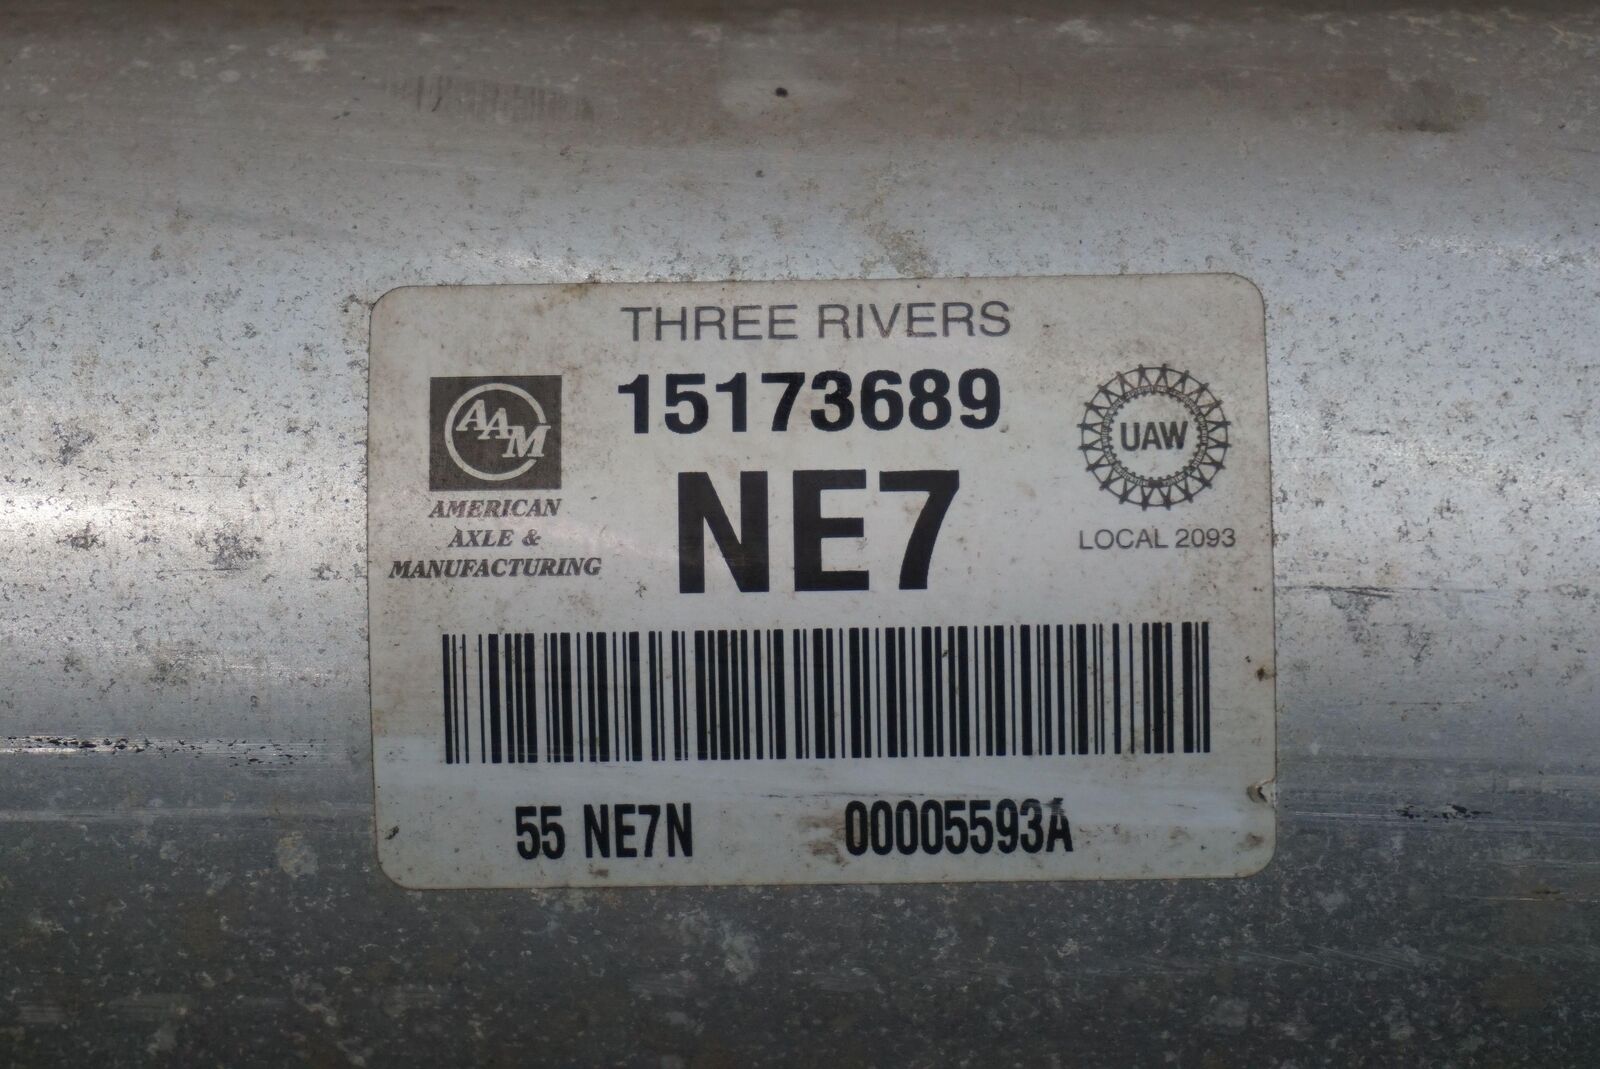 THREE RIVERS
15173689
NE7
AAM
AMERICAN
AXLE &
MANUFACTURING
UAW
LOCAL 2093
55 NE7N 00005593A